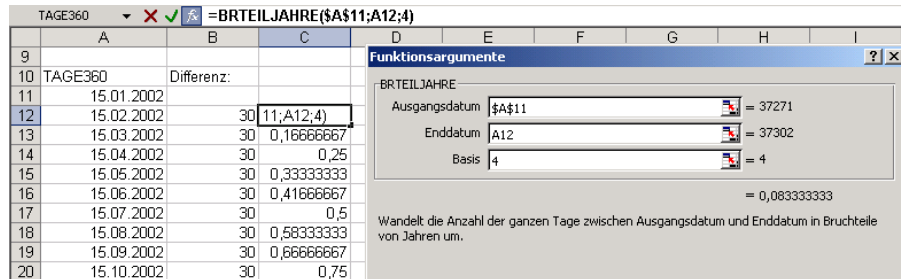 TAGE360 =BRTEILJAHRE($A$11;A12;4)
A B C D E F G H I
9
10 TAGE360 Differenz:
11 15.01.2002
12 15.02.2002 30 11;A12;4)
13 15.03.2002 30 0,16666667
14 15.04.2002 30 0,25
15 15.05.2002 30 0,33333333
16 15.06.2002 30 0,41666667
17 15.07.2002 30 0,5
18 15.08.2002 30 0,58333333
19 15.09.2002 30 0,66666667
20 15.10.2002 30 0,75
Funktionsargumente
BRTEILJAHRE
Ausgangsdatum $A$11 = 37271
Enddatum A12 = 37302
Basis 4 = 4
= 0,083333333
Wandelt die Anzahl der ganzen Tage zwischen Ausgangsdatum und Enddatum in Bruchteile
von Jahren um.